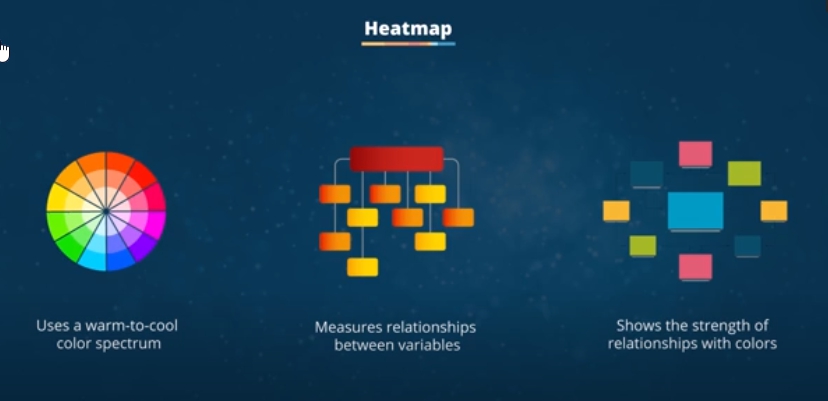 Heatmap
Uses a warm-to-cool
color spectrum
Measures relationships
between variables
Shows the strength of
relationships with colors